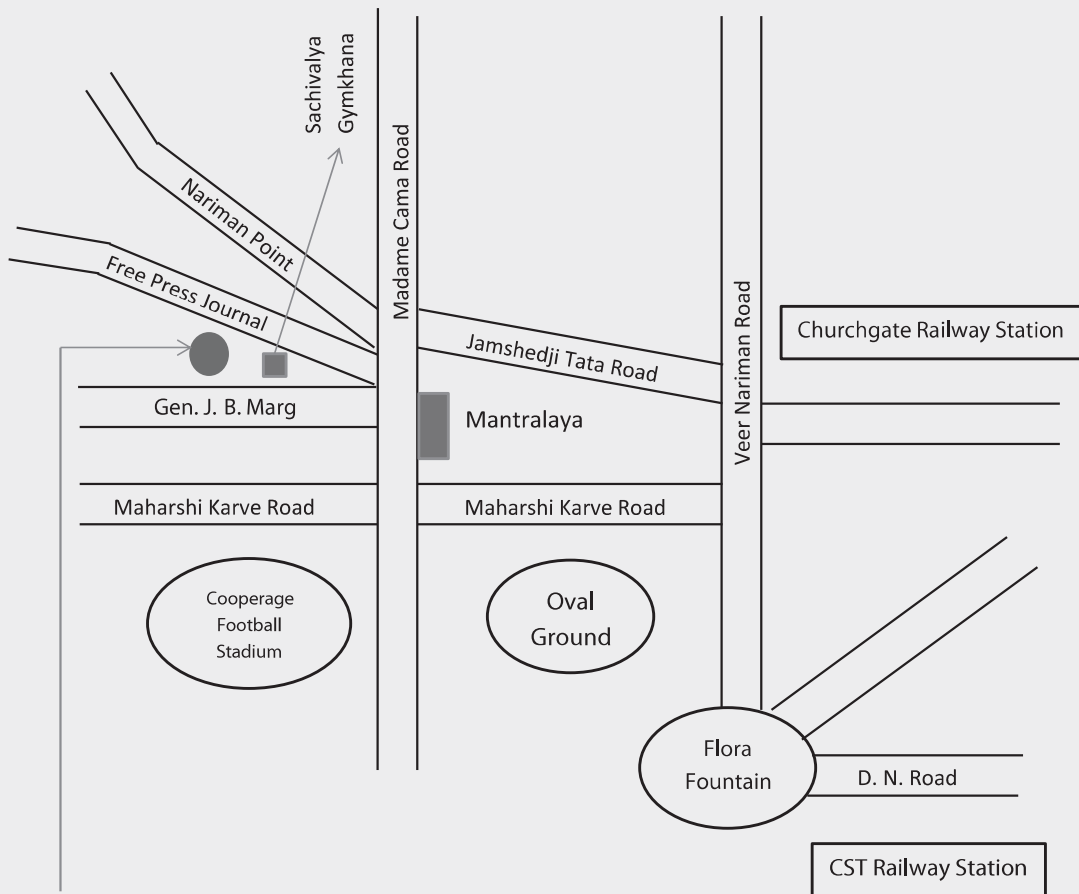 Sachivalya
Gymkhana
Madame Cama Road
Nariman Point
Free Press Journal
Veer Nariman Road
Churchgate Railway Station
Jamshedji Tata Road
Gen. J. B. Marg
Mantralaya
Maharshi Karve Road
Maharshi Karve Road
Cooperage
Football
Stadium
Oval
Ground
Flora
Fountain
D. N. Road
CST Railway Station